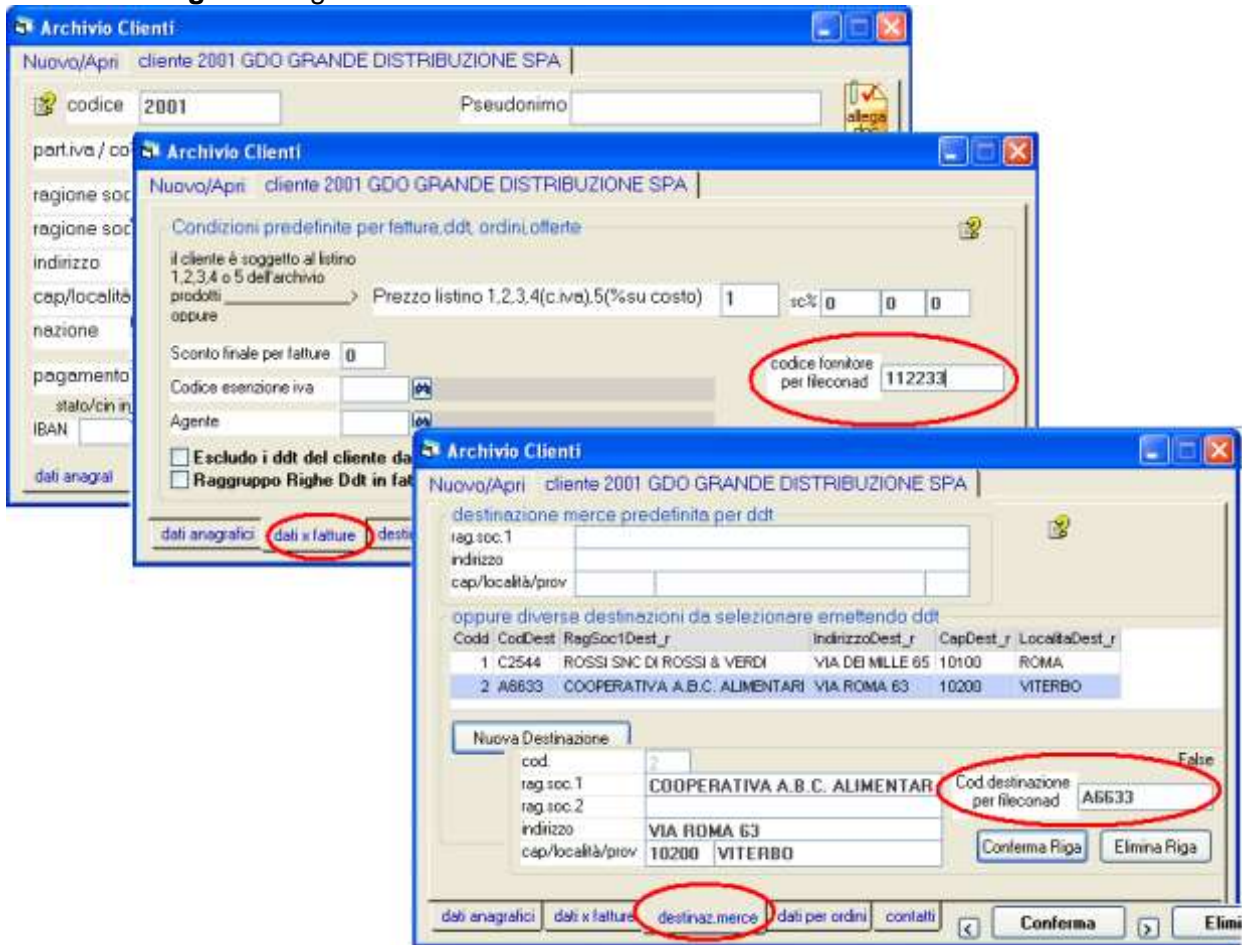 Archivio Clienti
Nuovo/Apri cliente 2001 GDO GRANDE DISTRIBUZIONE SPA
codice 2001 Pseudonimo
allega
part.iva / co
ragione soc
ragione soc
indirizzo
cap/località
nazione
pagamento
stato/cin in
IBAN
dati anagraf
Archivio Clienti
Nuovo/Apri cliente 2001 GDO GRANDE DISTRIBUZIONE SPA
Condizioni predefinite per fatture,ddt, ordini,offerte
il cliente è soggetto al listino
1,2,3,4 o 5 dell'archivio
prodotti ____________> Prezzo listino 1,2,3,4(c.iva),5(%su costo) 1 sc% 0 0 0
oppure
Sconto finale per fatture 0
codice fornitore
per fileconad 112233
Codice esenzione iva
Agente
Escludo i ddt del cliente da
Raggruppo Righe Ddt in fat
dati anagrafici dati x fatture desti
Archivio Clienti
Nuovo/Apri cliente 2001 GDO GRANDE DISTRIBUZIONE SPA
destinazione merce predefinita per ddt
rag.soc.1
indirizzo
cap/località/prov
oppure diverse destinazioni da selezionare emettendo ddt
Codd CodDest RagSoc1Dest_r IndirizzoDest_r CapDest_r LocalitaDest_r
1 C2544 ROSSI SNC DI ROSSI & VERDI VIA DEI MILLE 65 10100 ROMA
2 A6633 COOPERATIVA A.B.C. ALIMENTARI VIA ROMA 63 10200 VITERBO
Nuova Destinazione
cod. 2 False
rag.soc.1 COOPERATIVA A.B.C. ALIMENTAR
Cod.destinazione
per fileconad A6633
rag.soc.2
indirizzo VIA ROMA 63
cap/località/prov 10200 VITERBO
Conferma Riga Elimina Riga
dati anagrafici dati x fatture destinaz.merce dati per ordini contatti < Conferma > Elimi